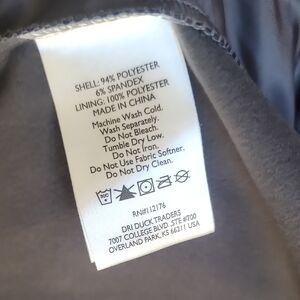 SHELL: 94% POLYESTER
6% SPANDEX
LINING: 100% POLYESTER
MADE IN CHINA
Machine Wash Cold.
Wash Separately.
Do Not Bleach.
Tumble Dry Low.
Do Not Iron.
Do Not Use Fabric Softner.
Do Not Dry Clean.
RN#112176
DRI DUCK TRADERS
7007 COLLEGE BLVD. STE #700
OVERLAND PARK, KS 66211 USA